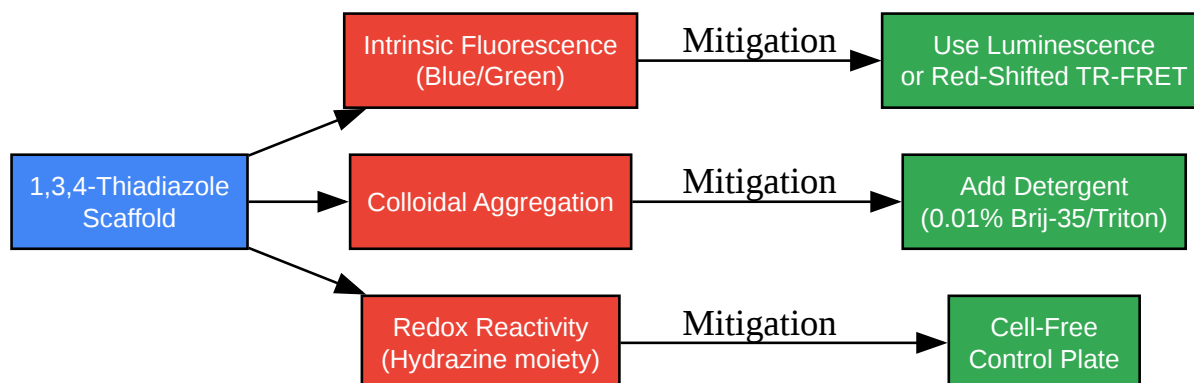 Intrinsic Fluorescence
(Blue/Green)
Mitigation
Use Luminescence
or Red-Shifted TR-FRET
1,3,4-Thiadiazole
Scaffold
Colloidal Aggregation
Mitigation
Add Detergent
(0.01% Brij-35/Triton)
Redox Reactivity
(Hydrazine moiety)
Mitigation
Cell-Free
Control Plate